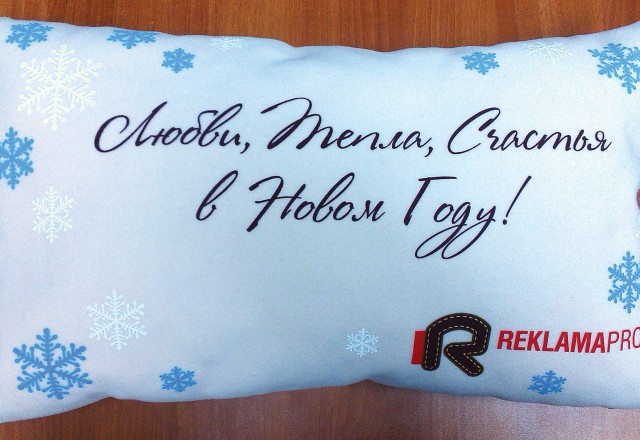 Любви, Тепла, Счастья
в Новом Году!
REKLAMAPRO